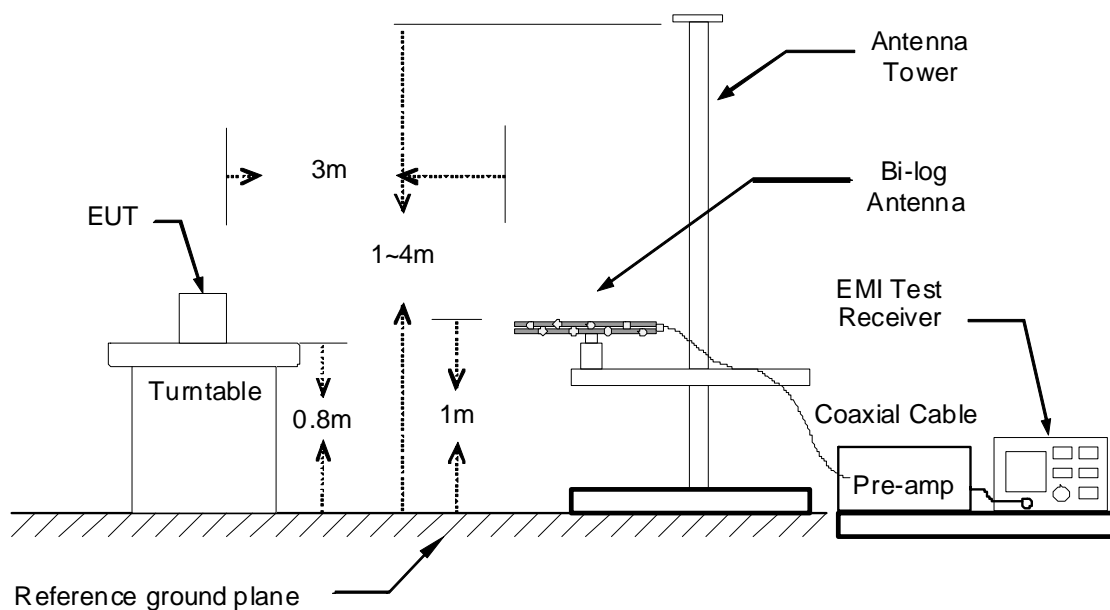 Antenna
Tower
3m
Bi-log
Antenna
EUT
1~4m
EMI Test
Receiver
Turntable
0.8m
1m
Coaxial Cable
Pre-amp
Reference ground plane